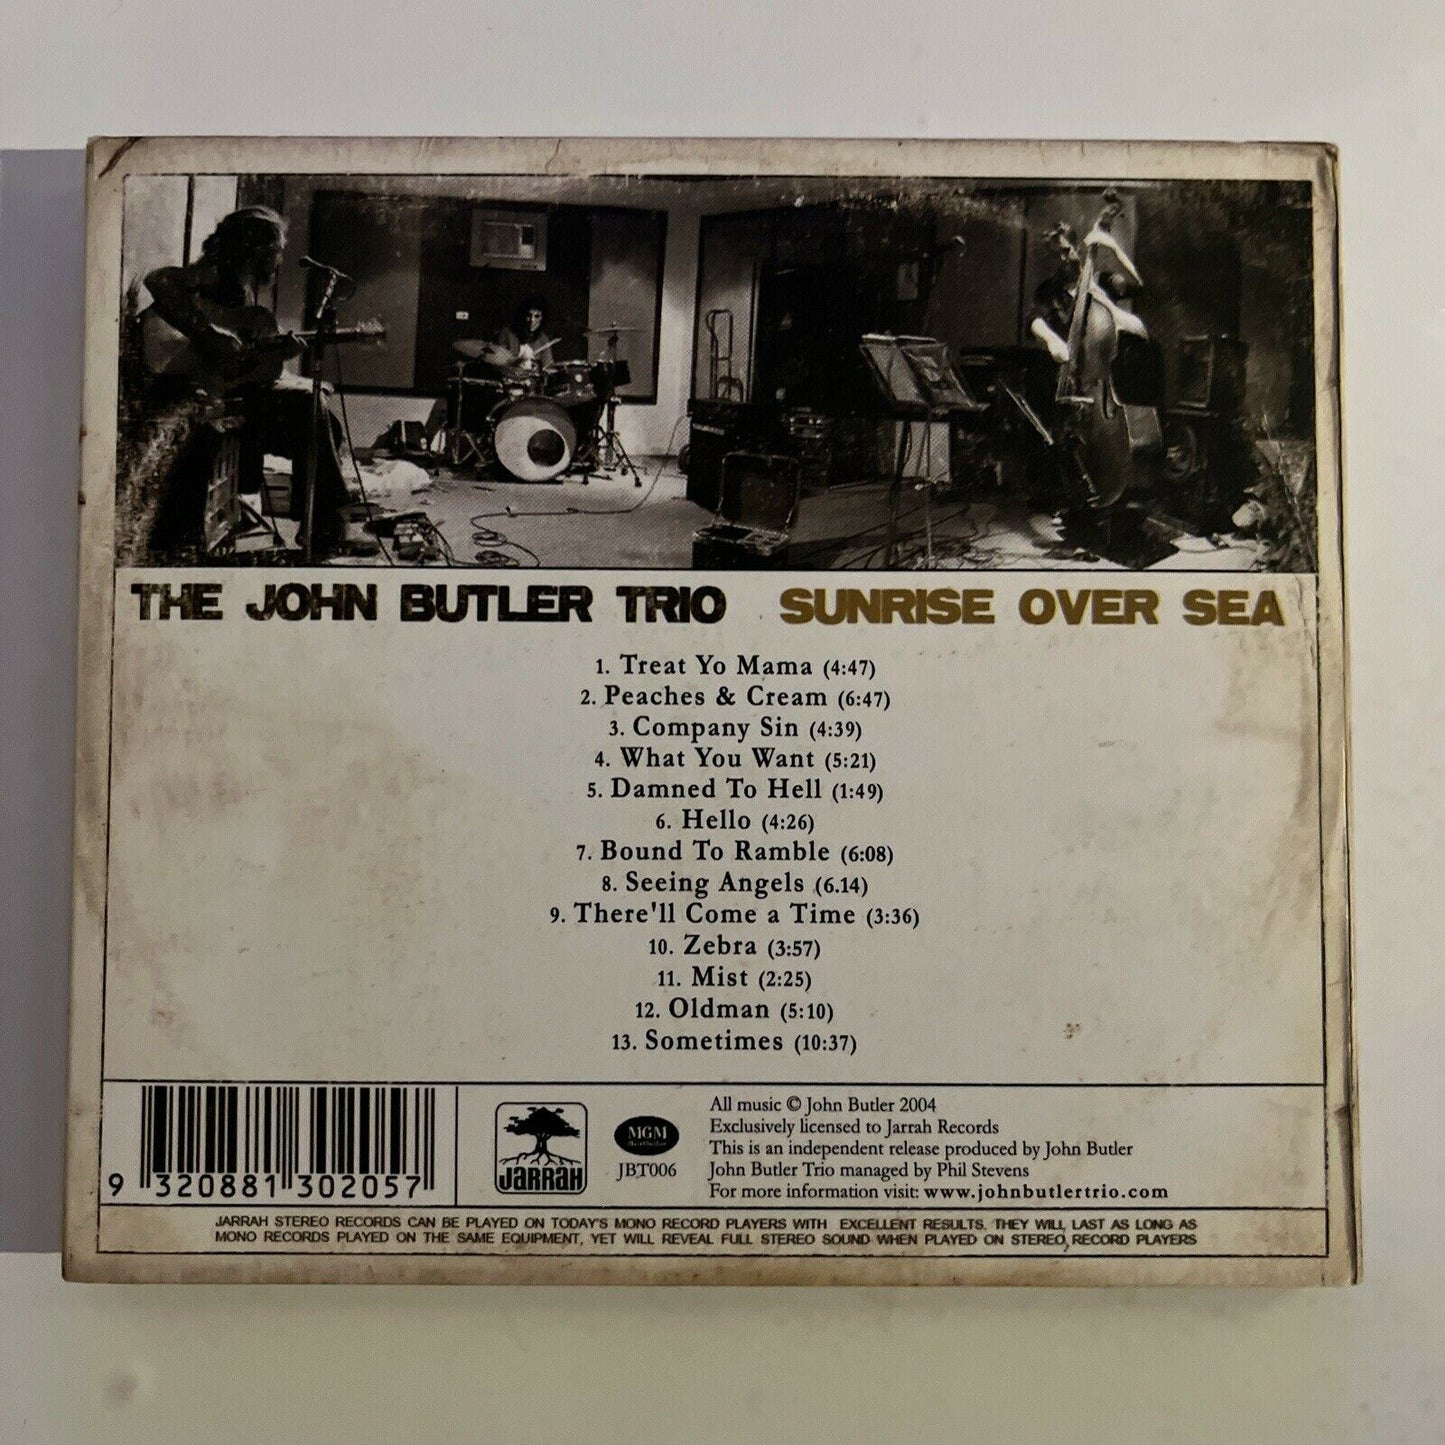 THE JOHN BUTLER TRIO SUNRISE OVER SEA
1. Treat Yo Mama (4:47)
2. Peaches & Cream (6:47)
3. Company Sin (4:39)
4. What You Want (5:21)
5. Damned To Hell (1:49)
6. Hello (4:26)
7. Bound To Ramble (6:08)
8. Seeing Angels (6.14)
9. There'll Come a Time (3:36)
10. Zebra (3:57)
11. Mist (2:25)
12. Oldman (5:10)
13. Sometimes (10:37)
9 320881 302057
JARRAH
MGM
JBT006
All music © John Butler 2004
Exclusively licensed to Jarrah Records
This is an independent release produced by John Butler
John Butler Trio managed by Phil Stevens
For more information visit: www.johnbutlertrio.com
JARRAH STEREO RECORDS CAN BE PLAYED ON TODAY'S MONO RECORD PLAYERS WITH EXCELLENT RESULTS. THEY WILL LAST AS LONG AS
MONO RECORDS PLAYED ON THE SAME EQUIPMENT, YET WILL REVEAL FULL STEREO SOUND WHEN PLAYED ON STEREO RECORD PLAYERS